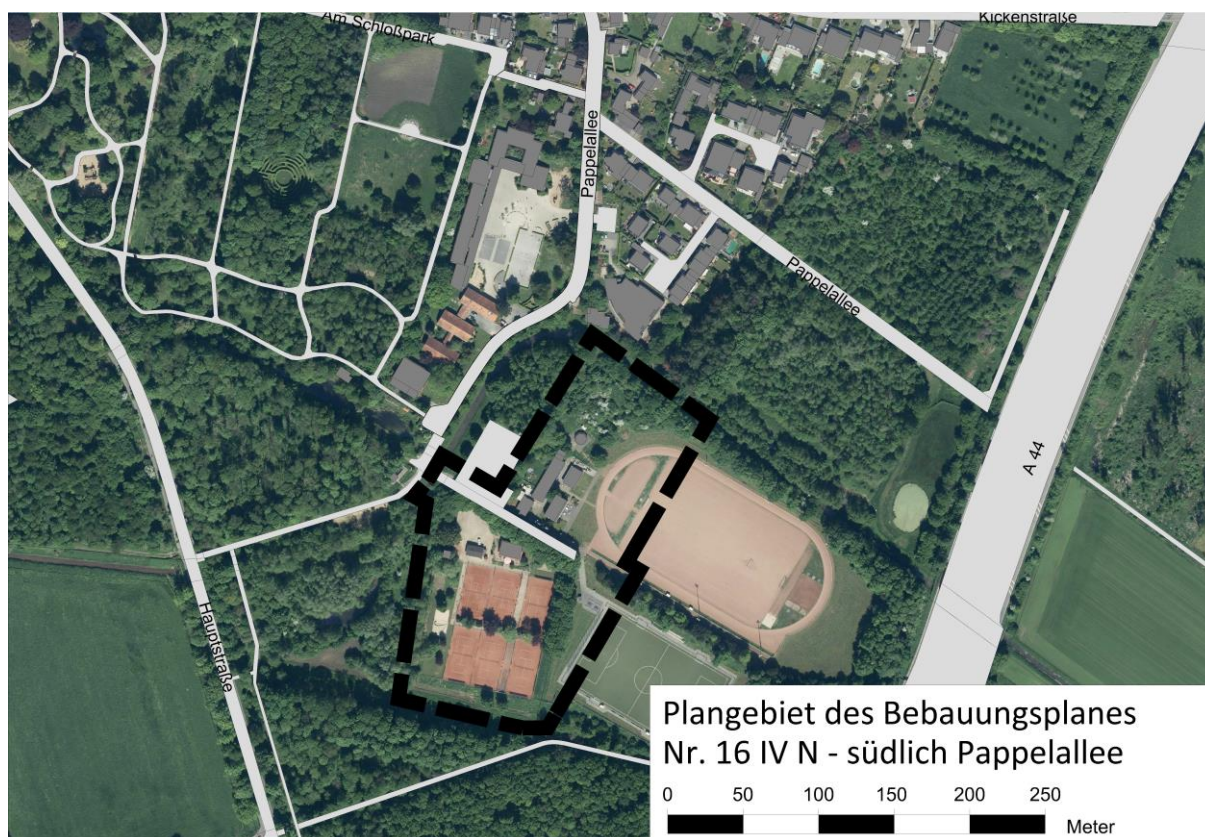 Am Schloßpark
Kickenstraße
Pappelallee
Pappelallee
A 44
Hauptstraße
Plangebiet des Bebauungsplanes
Nr. 16 IV N - südlich Pappelallee
0 50 100 150 200 250
Meter